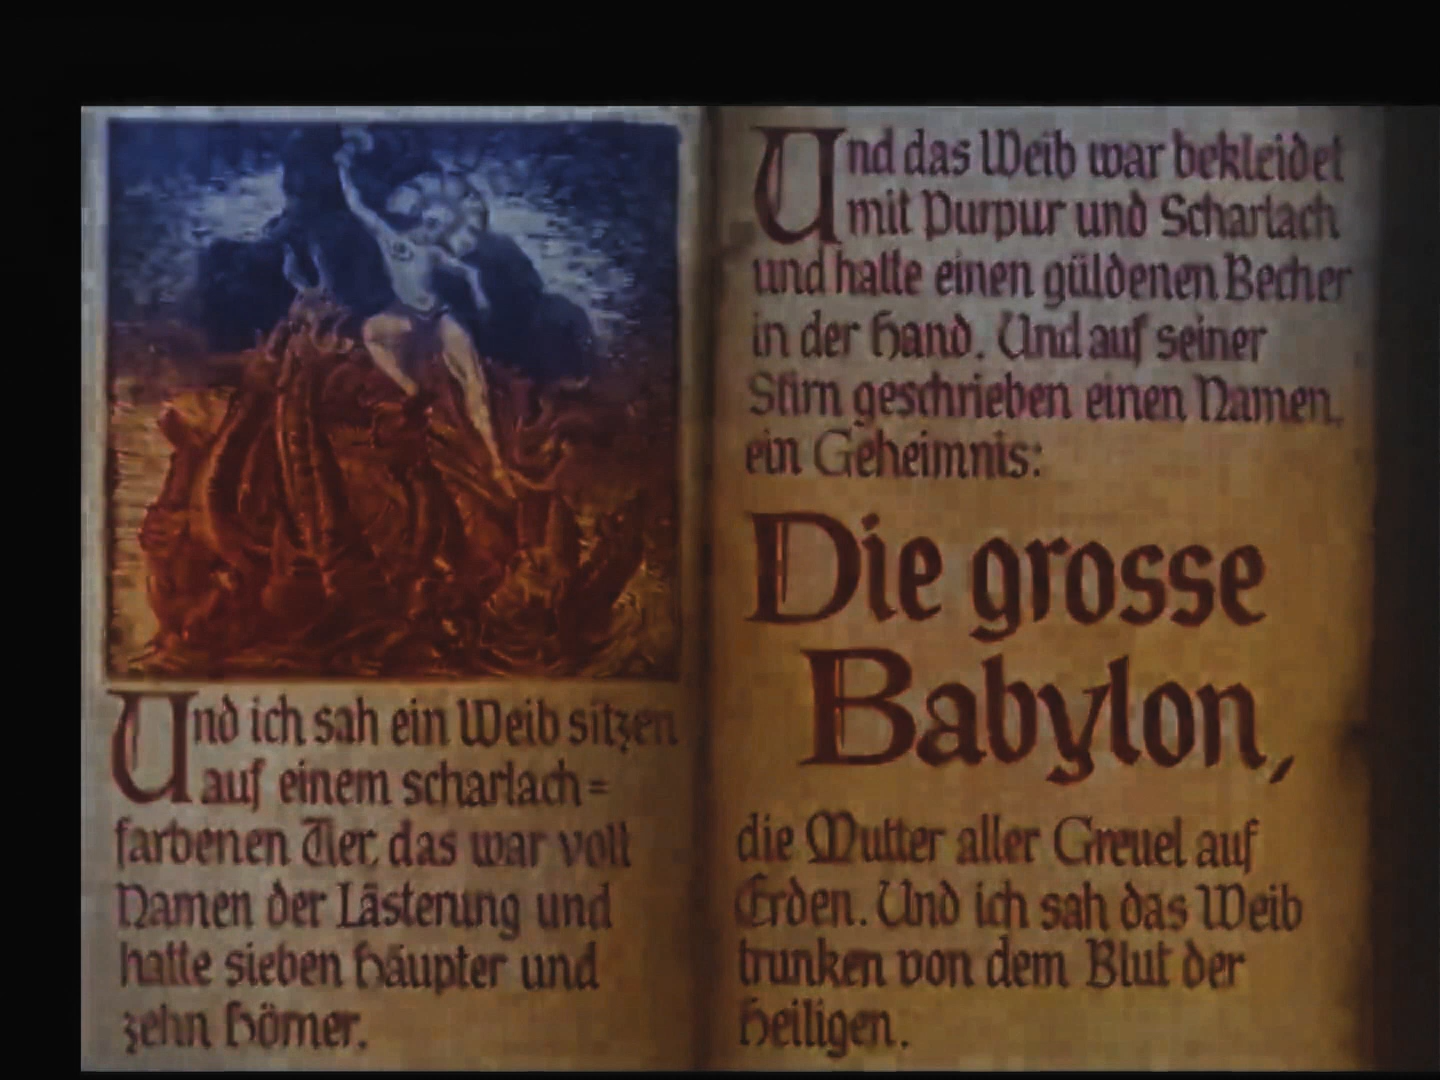 Und ich sah ein Weib sitzen
auf einem scharlach=
farbenen Tier, das war voll
Namen der Lästerung und
hatte sieben Häupter und
zehn Hörner.
Und das Weib war bekleidet
mit Purpur und Scharlach
und hatte einen güldenen Becher
in der Hand. Und auf seiner
Stirn geschrieben einen Namen,
ein Geheimnis:
Die grosse
Babylon,
die Mutter aller Greuel auf
Erden. Und ich sah das Weib
trunken von dem Blut der
Heiligen.